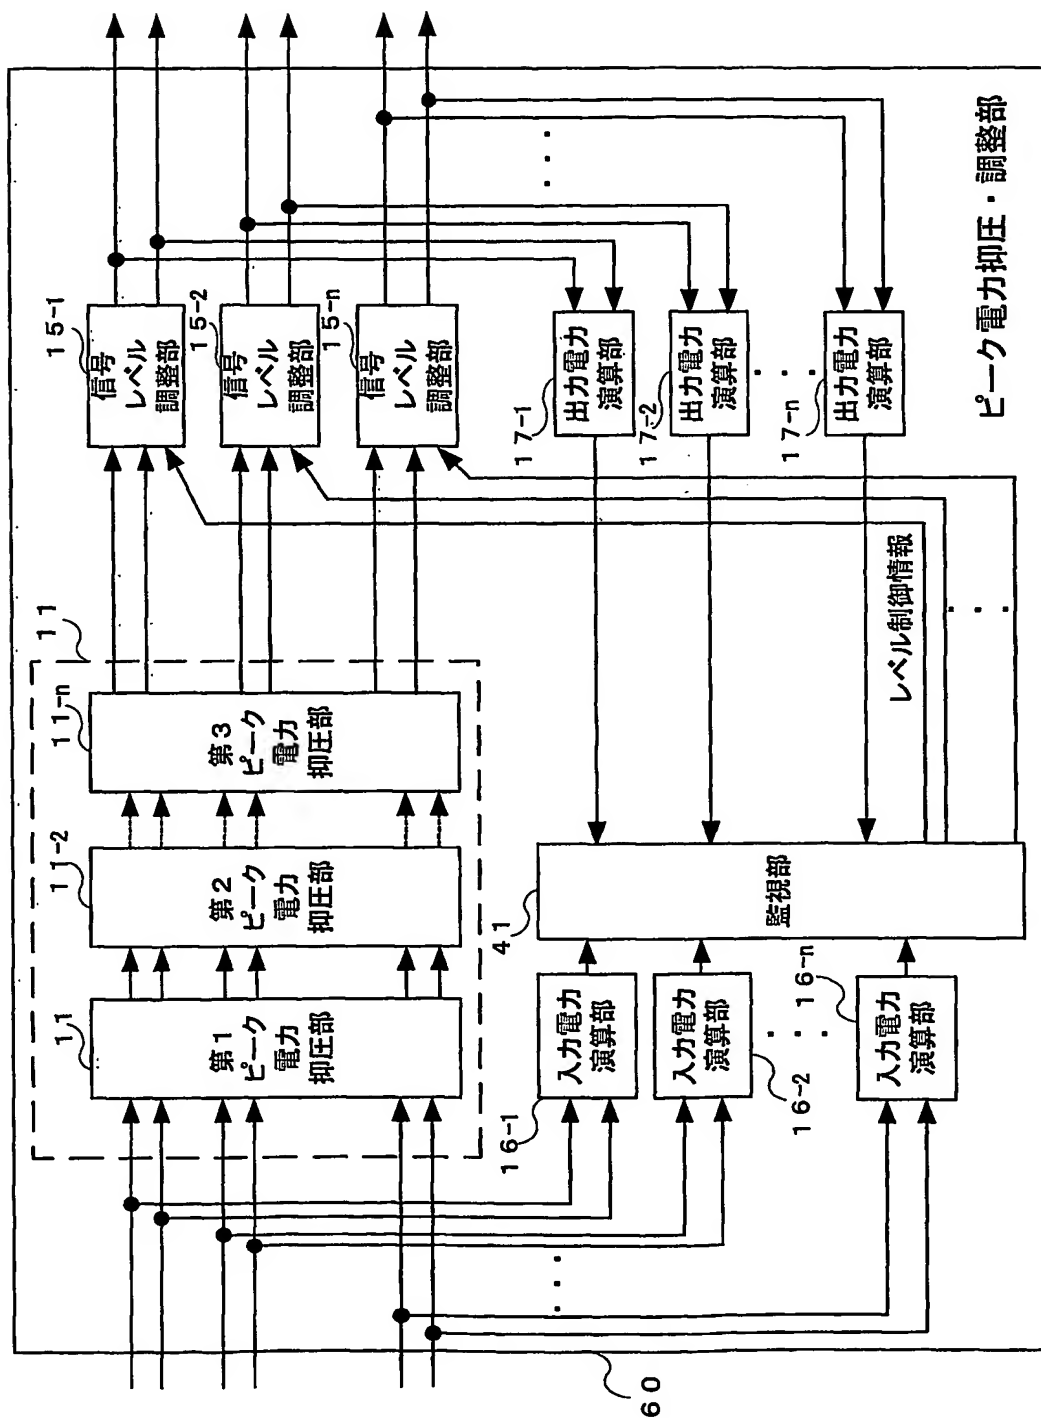 11
11
第1
ピーク
電力
抑圧部
11-2
第2
ピーク
電力
抑圧部
11-n
第3
ピーク
電力
抑圧部
15-1
信号
レベル
調整部
15-2
信号
レベル
調整部
15-n
信号
レベル
調整部
16-1
入力電力
演算部
16-2
入力電力
演算部
16-n
入力電力
演算部
41
監視部
17-1
出力電力
演算部
17-2
出力電力
演算部
17-n
出力電力
演算部
レベル制御情報
60
ピーク電力抑圧・調整部